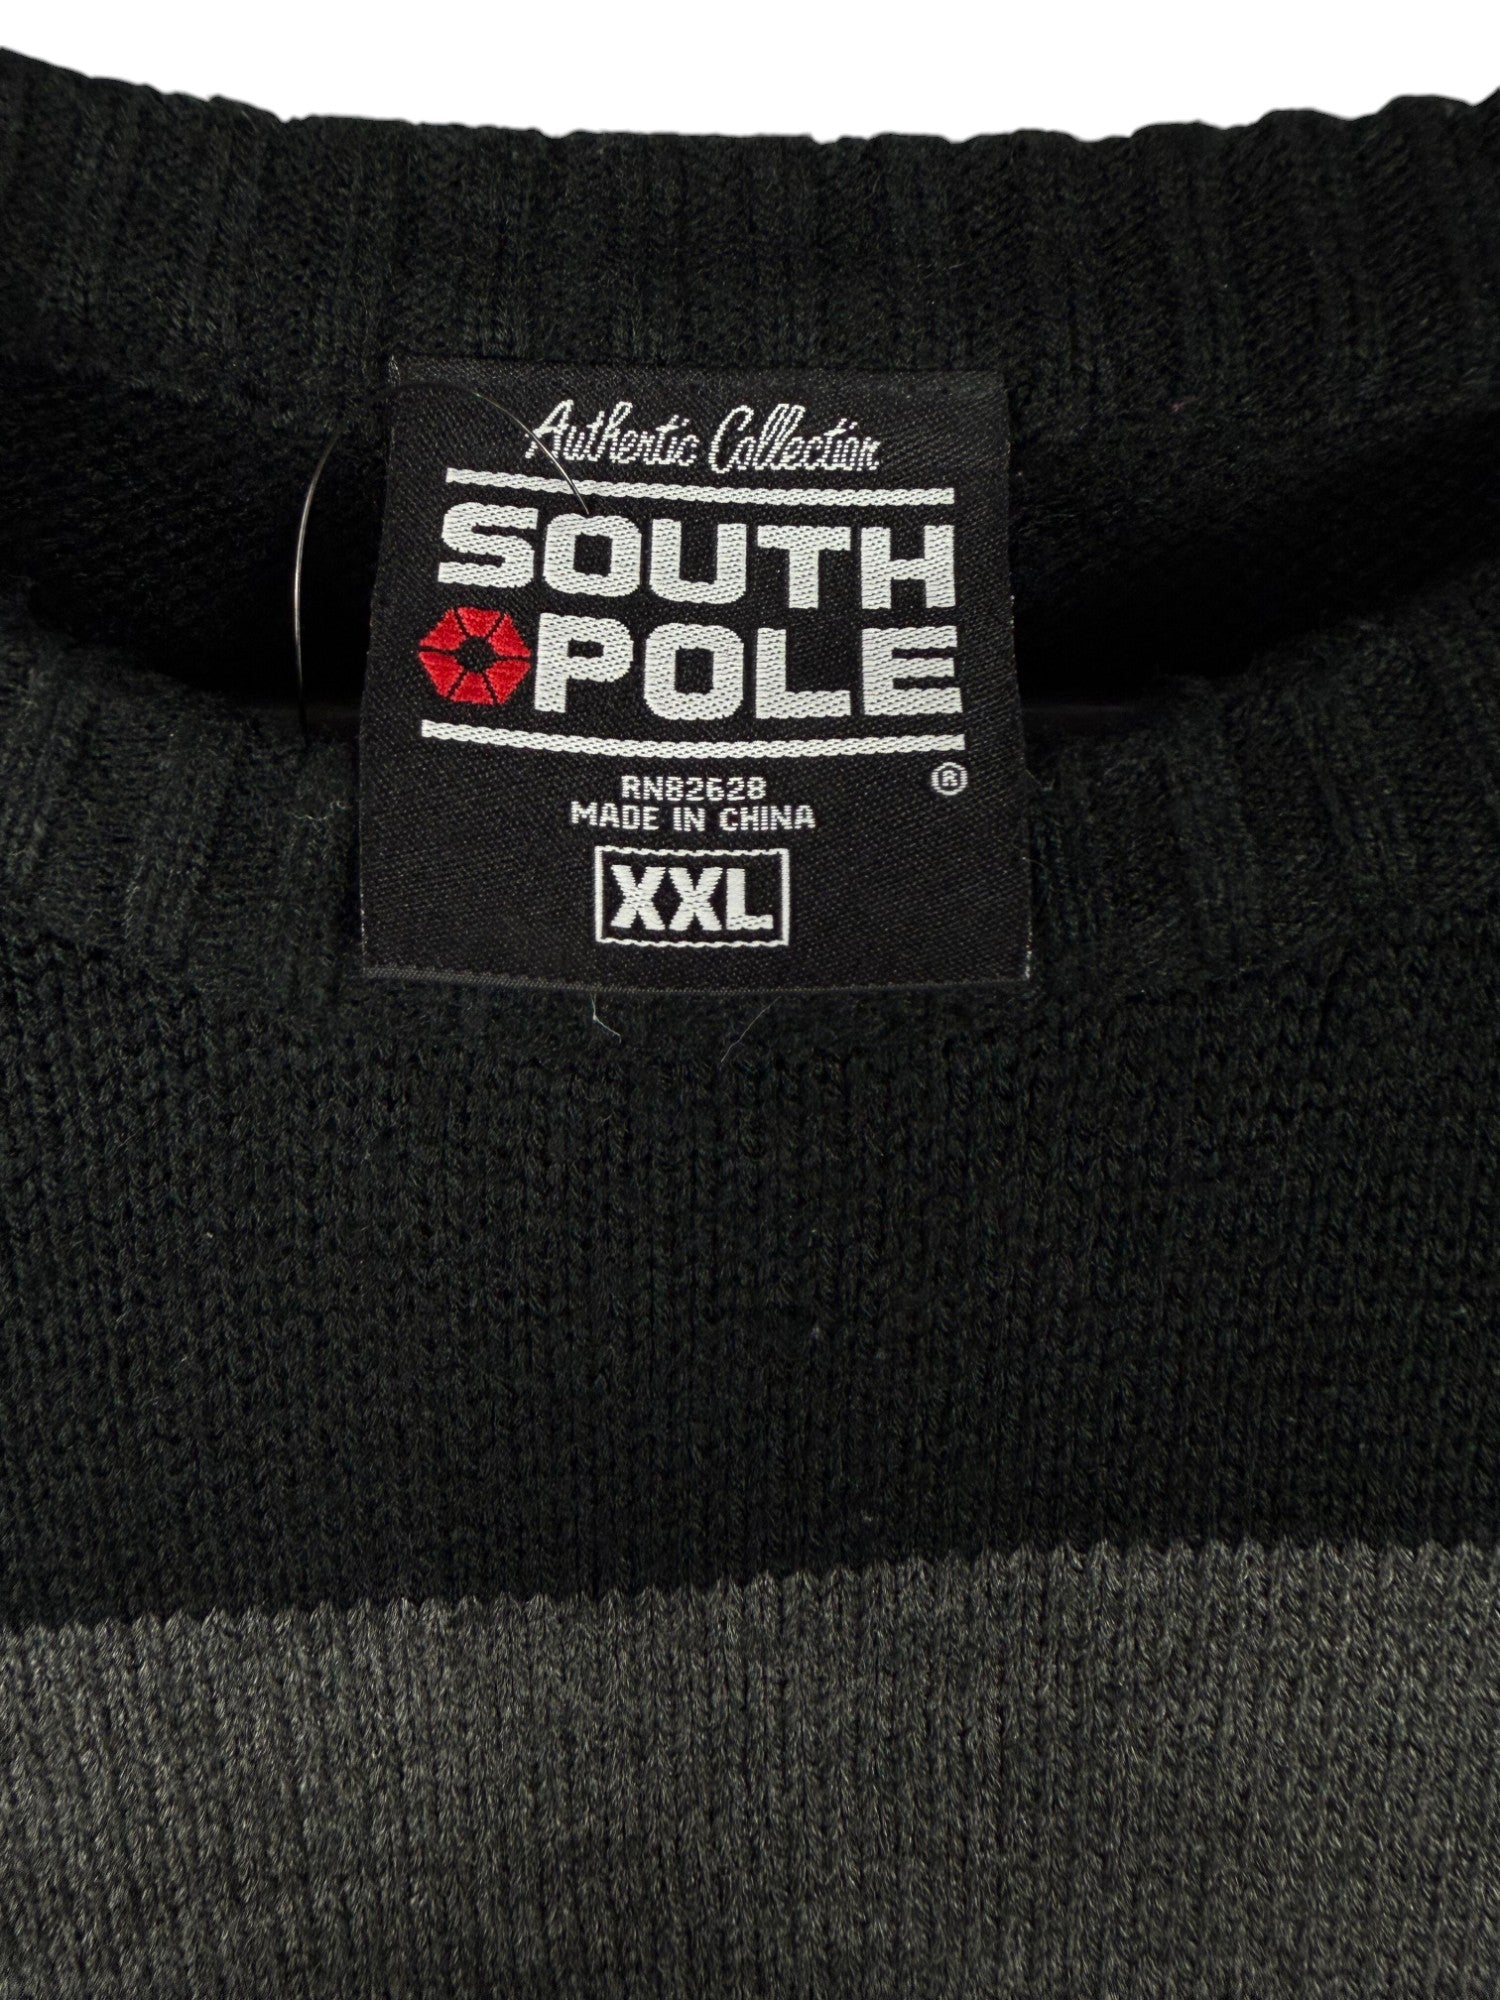 Authentic Collection
SOUTH
POLE
®
RN82628
MADE IN CHINA
XXL